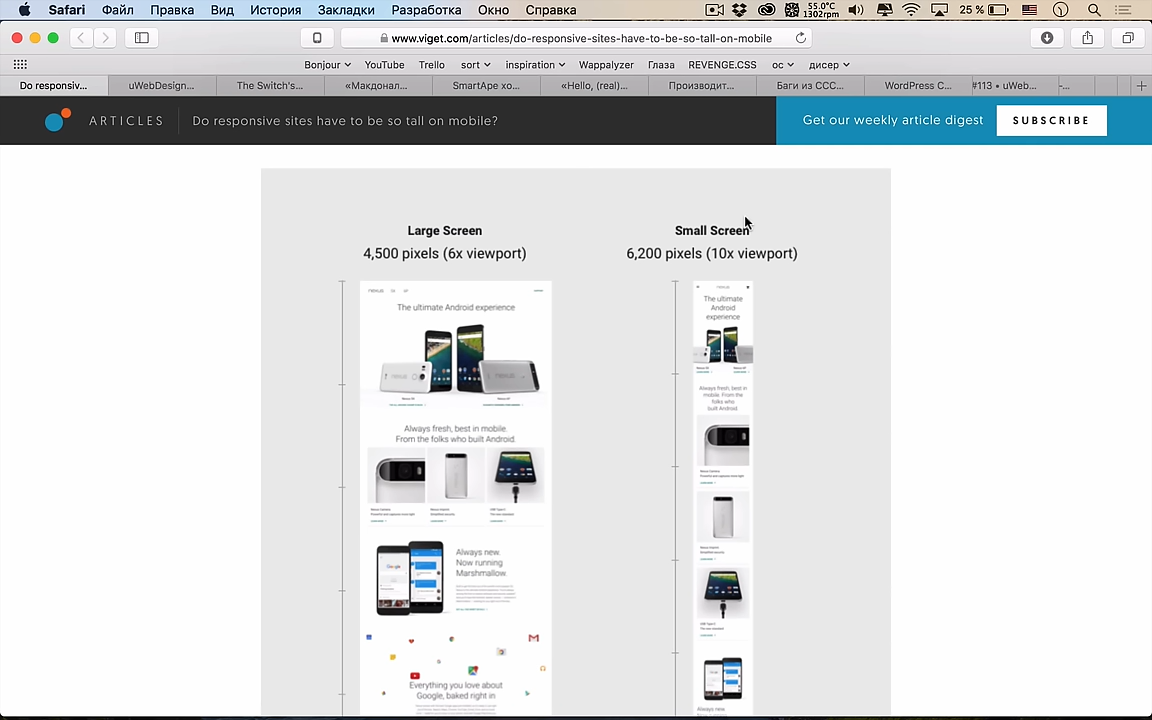 Safari Файл Правка Вид История Закладки Разработка Окно Справка 55.0°C 1302rpm 25 %
www.viget.com/articles/do-responsive-sites-have-to-be-so-tall-on-mobile
Bonjour YouTube Trello sort inspiration Wappalyzer Глаза REVENGE.CSS ос дисер
Do responsiv... uWebDesign... The Switch's... «Макдонал... SmartApe хо... «Hello, (real)... Производит... Баги из ССС... WordPress C... #113 • uWeb... -...
ARTICLES Do responsive sites have to be so tall on mobile? Get our weekly article digest SUBSCRIBE
Large Screen Small Screen
4,500 pixels (6x viewport) 6,200 pixels (10x viewport)
The ultimate Android experience
Always fresh, best in mobile.
From the folks who built Android.
Always new.
Now running
Marshmallow.
Everything you love about
Google, baked right in
The ultimate
Android
experience
Always fresh, best in
mobile. From the
folks who
built Android.
Always new.